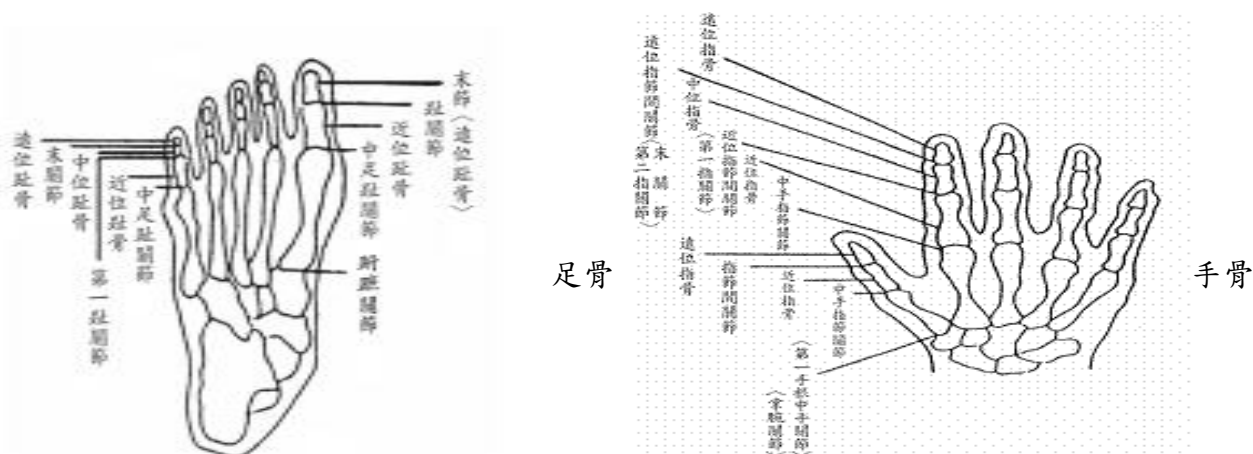 末節（遠位趾骨）
趾關節
近位趾骨
中足趾關節
跗蹠關節
遠位趾骨
末關節
中位趾骨
近位趾骨
中足趾關節
第一趾關節
足骨
遠位指骨
遠位指節間關節（末關節）
（第二指關節）
中位指骨
近位指節間關節
（第一指關節）
近位指骨
中手指節關節
遠位指骨
指節間關節
近位指骨
中手指節關節
（第一手根中手關節）
（掌腕關節）
手骨